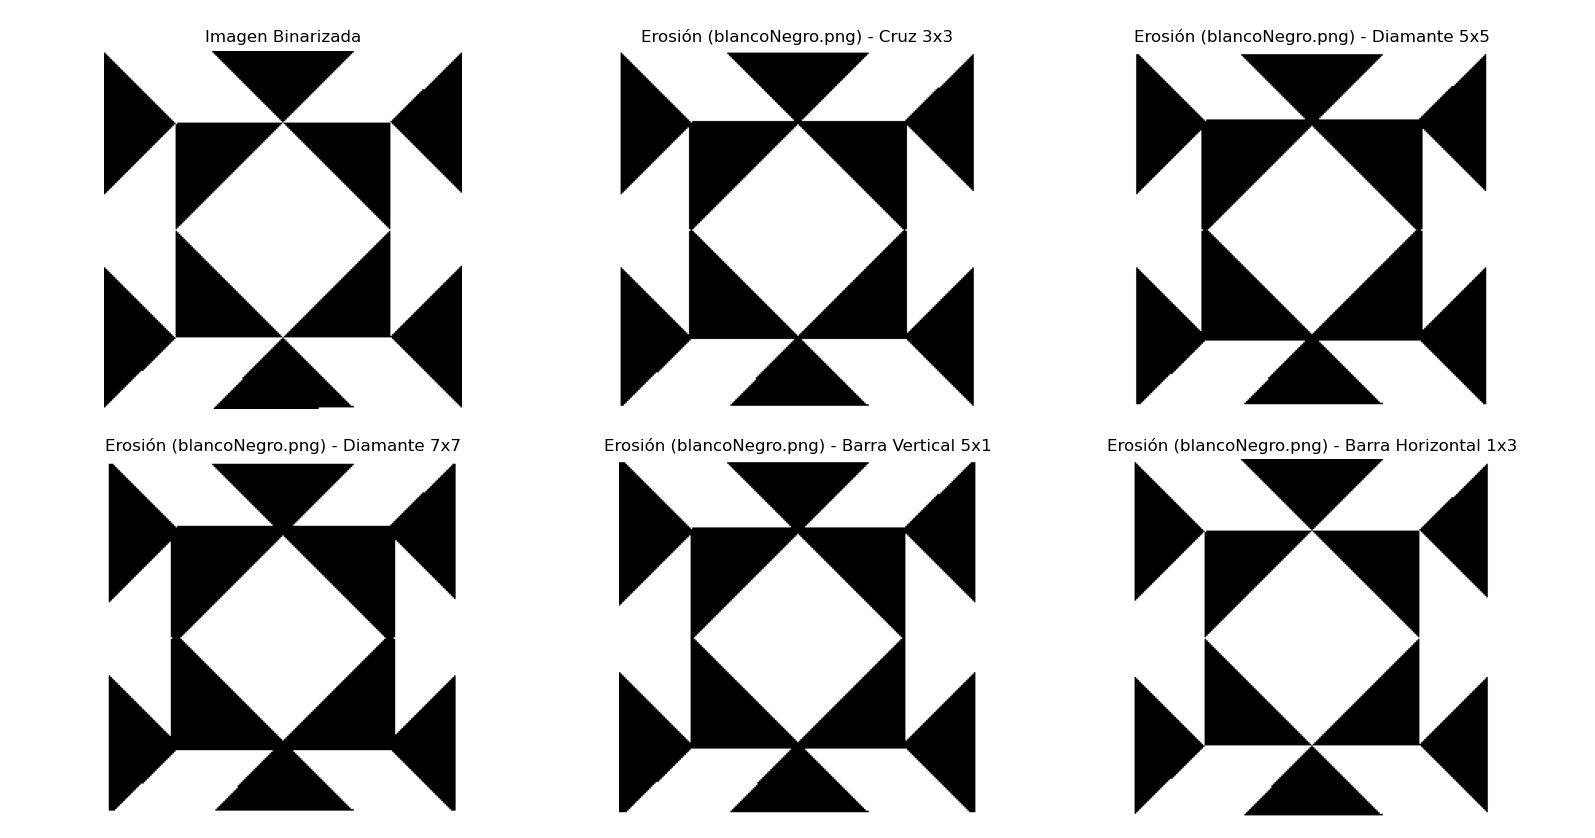 Imagen Binarizada
Erosión (blancoNegro.png) - Cruz 3x3
Erosión (blancoNegro.png) - Diamante 5x5
Erosión (blancoNegro.png) - Diamante 7x7
Erosión (blancoNegro.png) - Barra Vertical 5x1
Erosión (blancoNegro.png) - Barra Horizontal 1x3